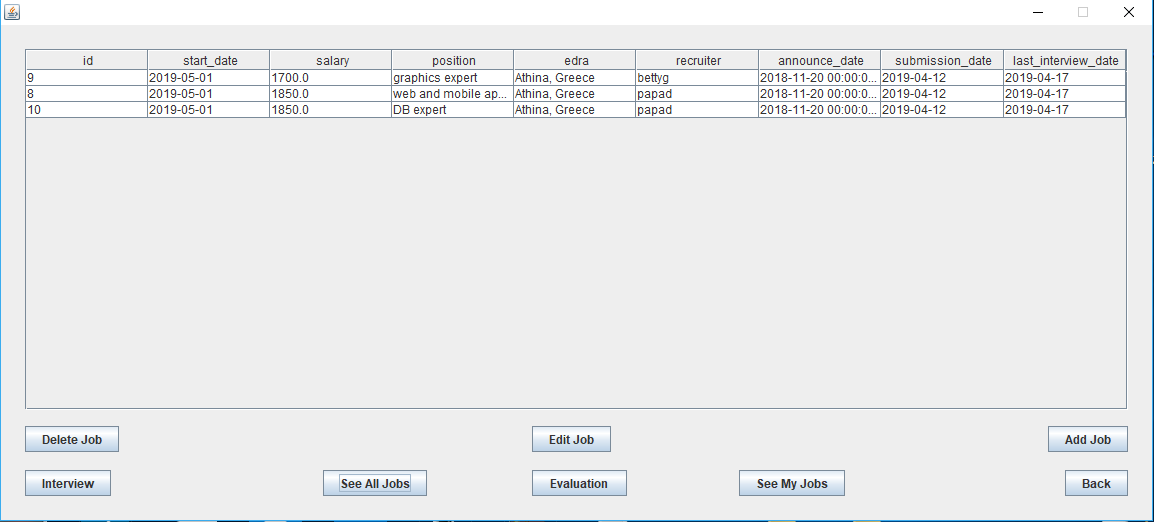 id start_date salary position edra recruiter announce_date submission_date last_interview_date
9 2019-05-01 1700.0 graphics expert Athina, Greece bettyg 2018-11-20 00:00:0... 2019-04-12 2019-04-17
8 2019-05-01 1850.0 web and mobile ap... Athina, Greece papad 2018-11-20 00:00:0... 2019-04-12 2019-04-17
10 2019-05-01 1850.0 DB expert Athina, Greece papad 2018-11-20 00:00:0... 2019-04-12 2019-04-17
Delete Job Edit Job Add Job
Interview See All Jobs Evaluation See My Jobs Back